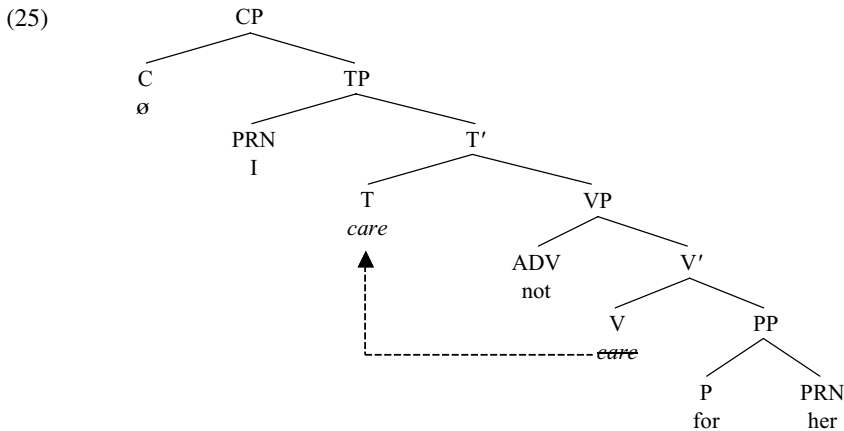 (25) CP
C TP
ø
PRN T′
I
T VP
care
ADV V′
not
V PP
care
P PRN
for her